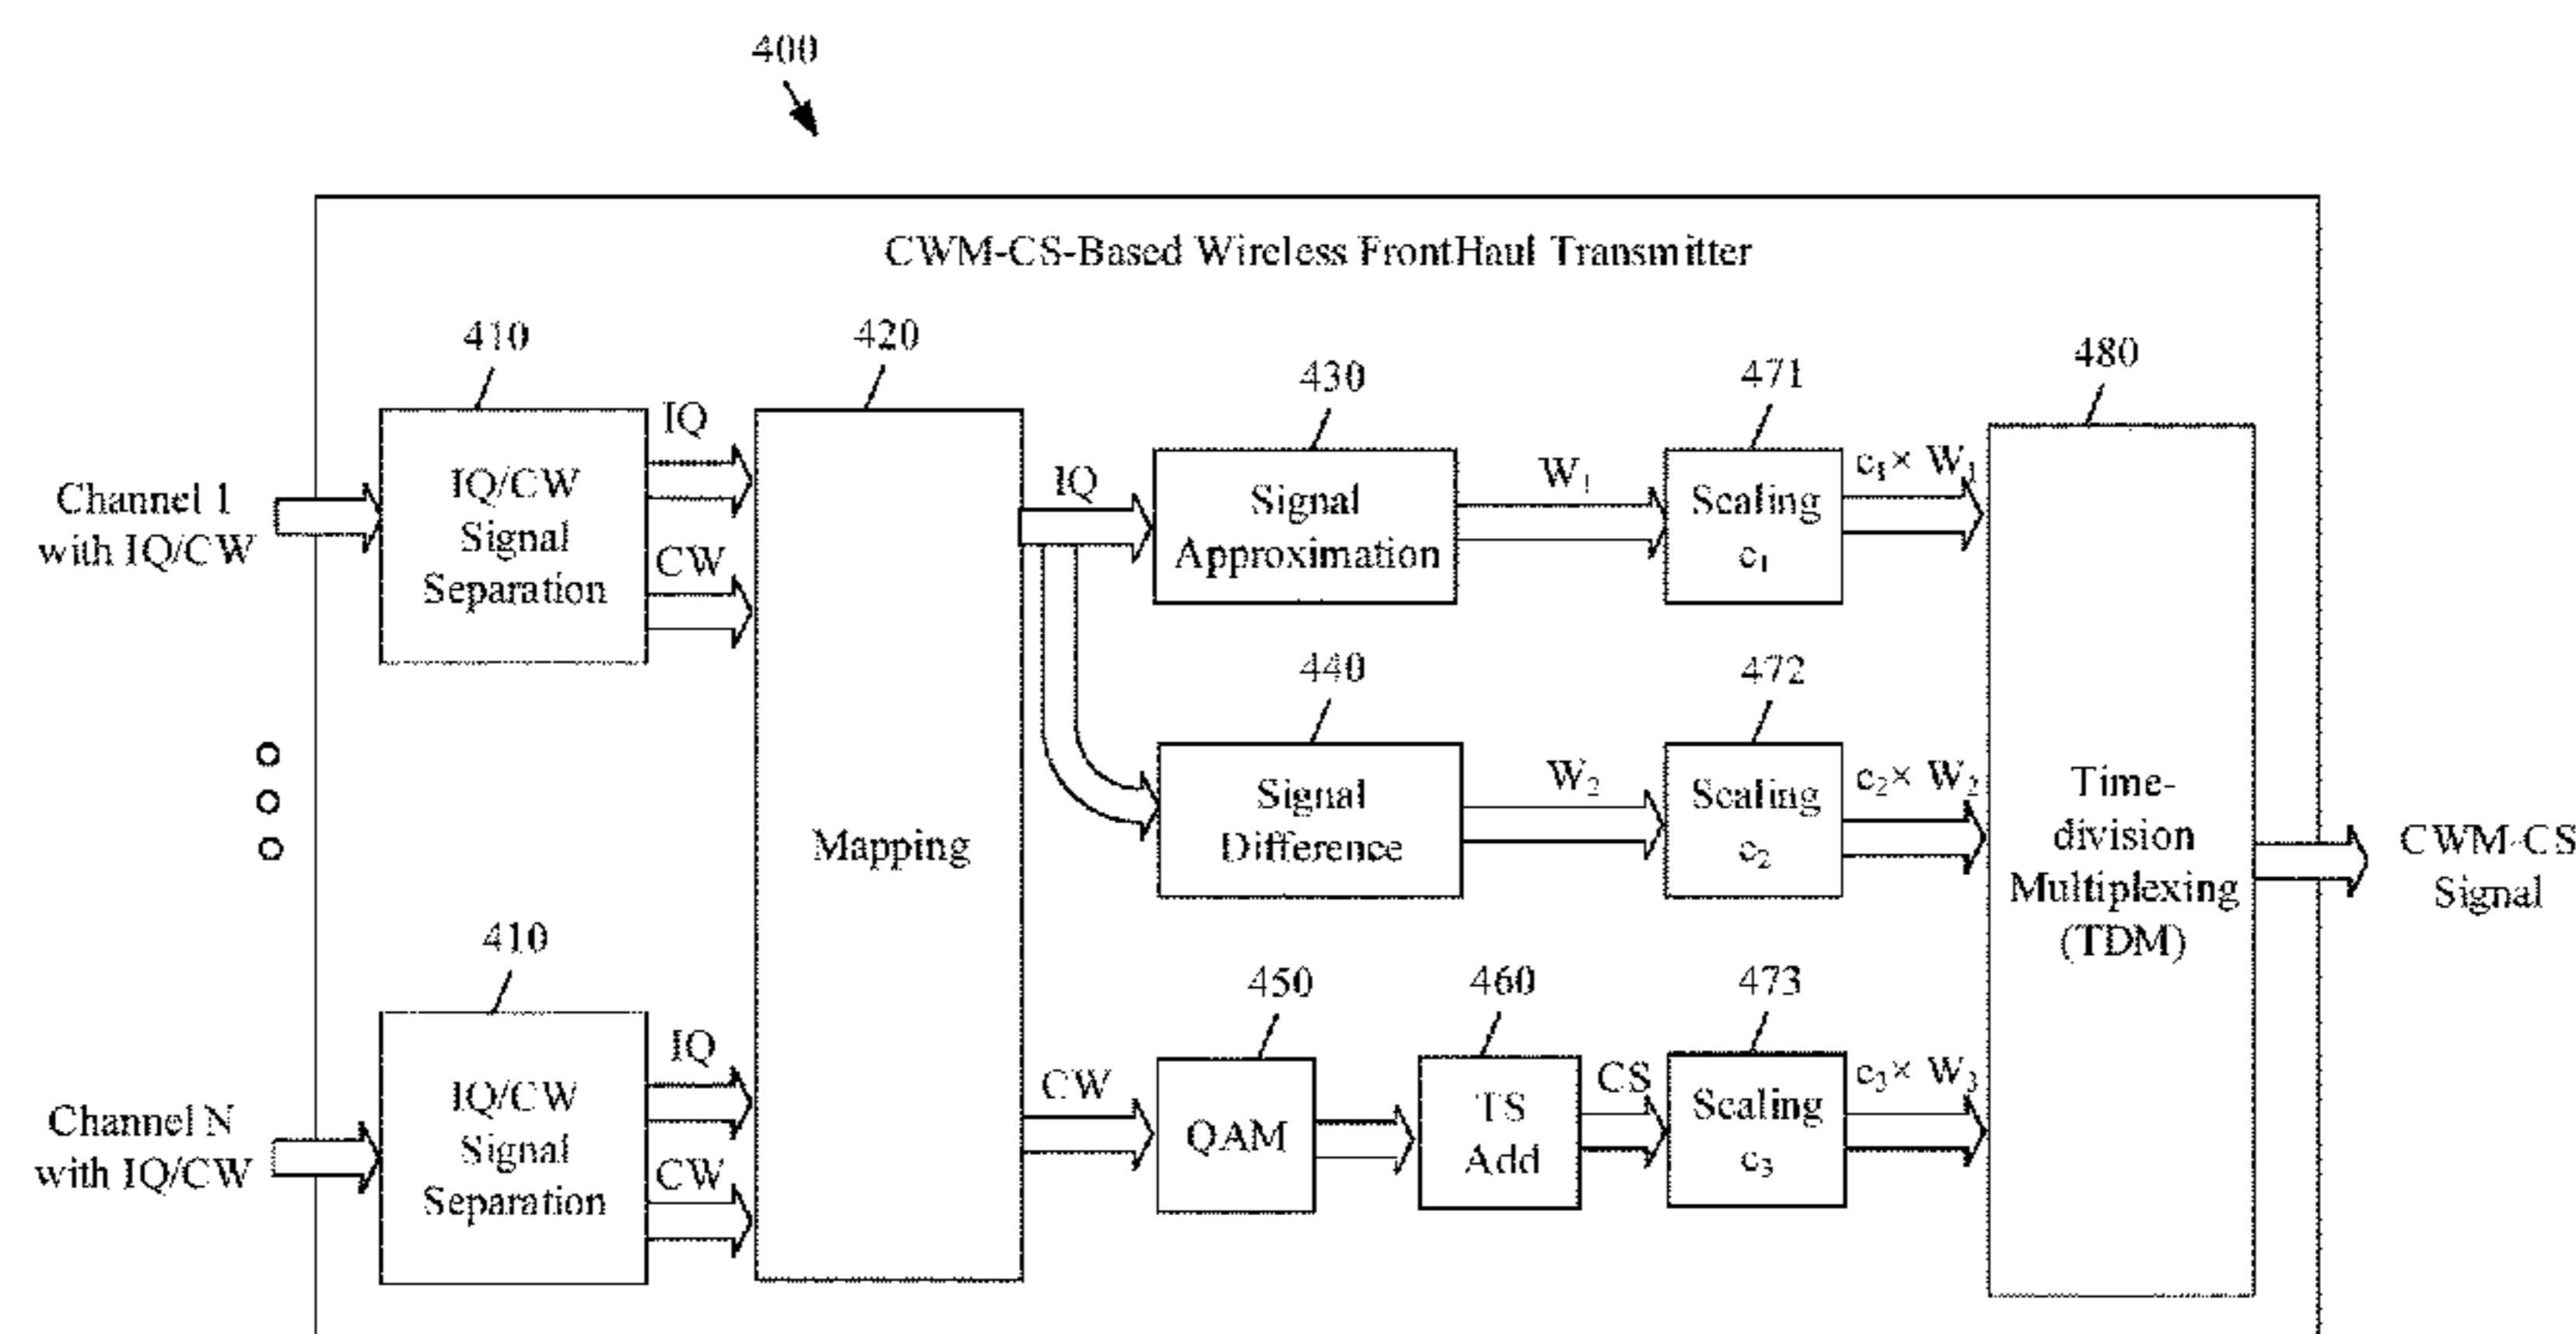 400
CWM-CS-Based Wireless FrontHaul Transmitter
410
420
430
471
480
Channel 1
with IQ/CW
IQ/CW
Signal
Separation
IQ
CW
Mapping
IQ
Signal
Approximation
W₁
Scaling
c₁
c₁× W₁
440
472
Signal
Difference
W₂
Scaling
c₂
c₂× W₂
Time-
division
Multiplexing
(TDM)
CWM-CS
Signal
410
450
460
473
Channel N
with IQ/CW
IQ/CW
Signal
Separation
IQ
CW
CW
QAM
TS
Add
CS
Scaling
c₃
c₃× W₃